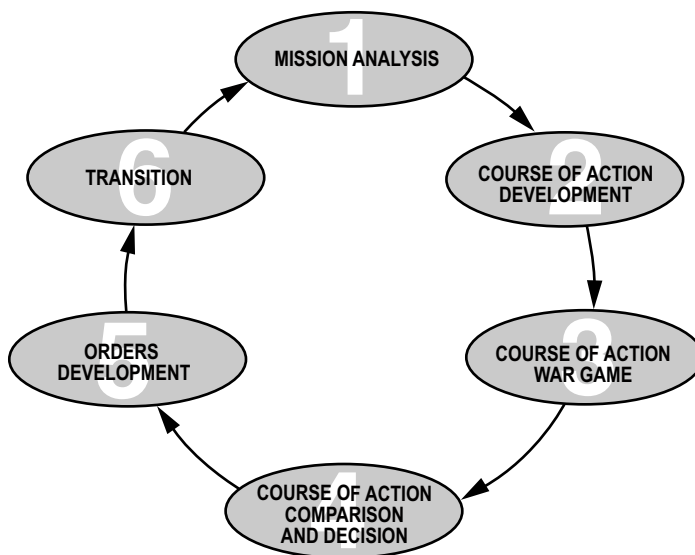 1
MISSION ANALYSIS
2
COURSE OF ACTION
DEVELOPMENT
3
COURSE OF ACTION
WAR GAME
4
COURSE OF ACTION
COMPARISON
AND DECISION
5
ORDERS
DEVELOPMENT
6
TRANSITION